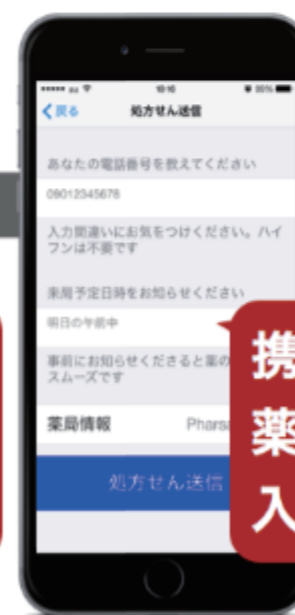 10:16
戻る
処方せん送信
あなたの電話番号を教えてください
09012345678
入力間違いにお気をつけください。ハイ
フンは不要です
来局予定日時をお知らせください
明日の午前中
事前にお知らせくださると薬の
スムーズです
薬局情報 Phars
処方せん送信
携
薬
入